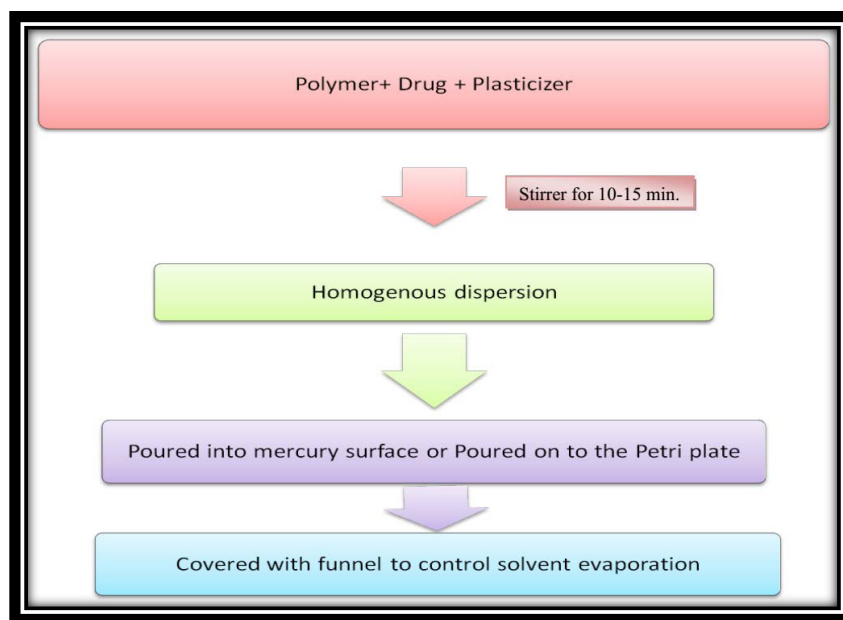 Polymer+ Drug + Plasticizer
Stirrer for 10-15 min.
Homogenous dispersion
Poured into mercury surface or Poured on to the Petri plate
Covered with funnel to control solvent evaporation